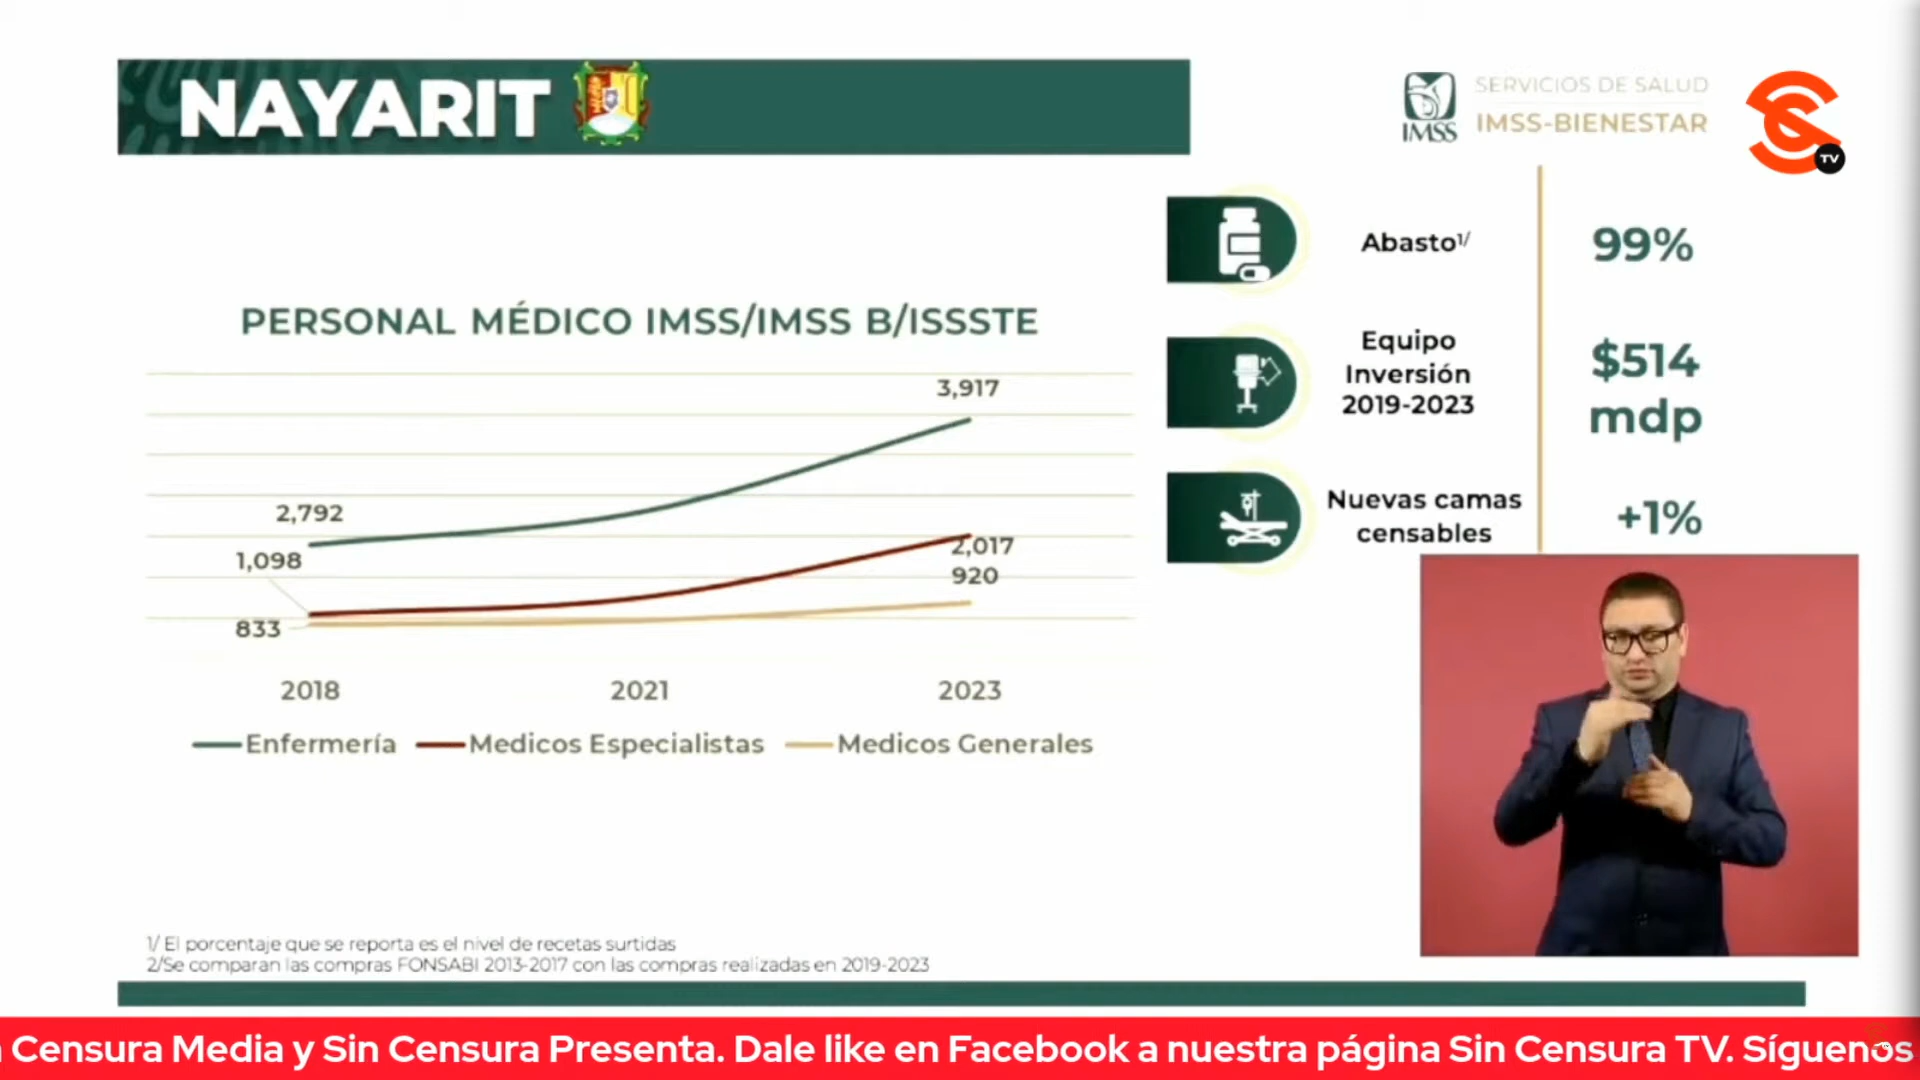 NAYARIT
IMSS
SERVICIOS DE SALUD
IMSS-BIENESTAR
TV
Abasto1/
99%
Equipo
Inversión
2019-2023
$514
mdp
Nuevas camas
censables
+1%
PERSONAL MÉDICO IMSS/IMSS B/ISSSTE
3,917
2,792
1,098
2,017
920
833
2018
2021
2023
Enfermería
Medicos Especialistas
Medicos Generales
1/ El porcentaje que se reporta es el nivel de recetas surtidas
2/Se comparan las compras FONSABI 2013-2017 con las compras realizadas en 2019-2023
Censura Media y Sin Censura Presenta. Dale like en Facebook a nuestra página Sin Censura TV. Síguenos